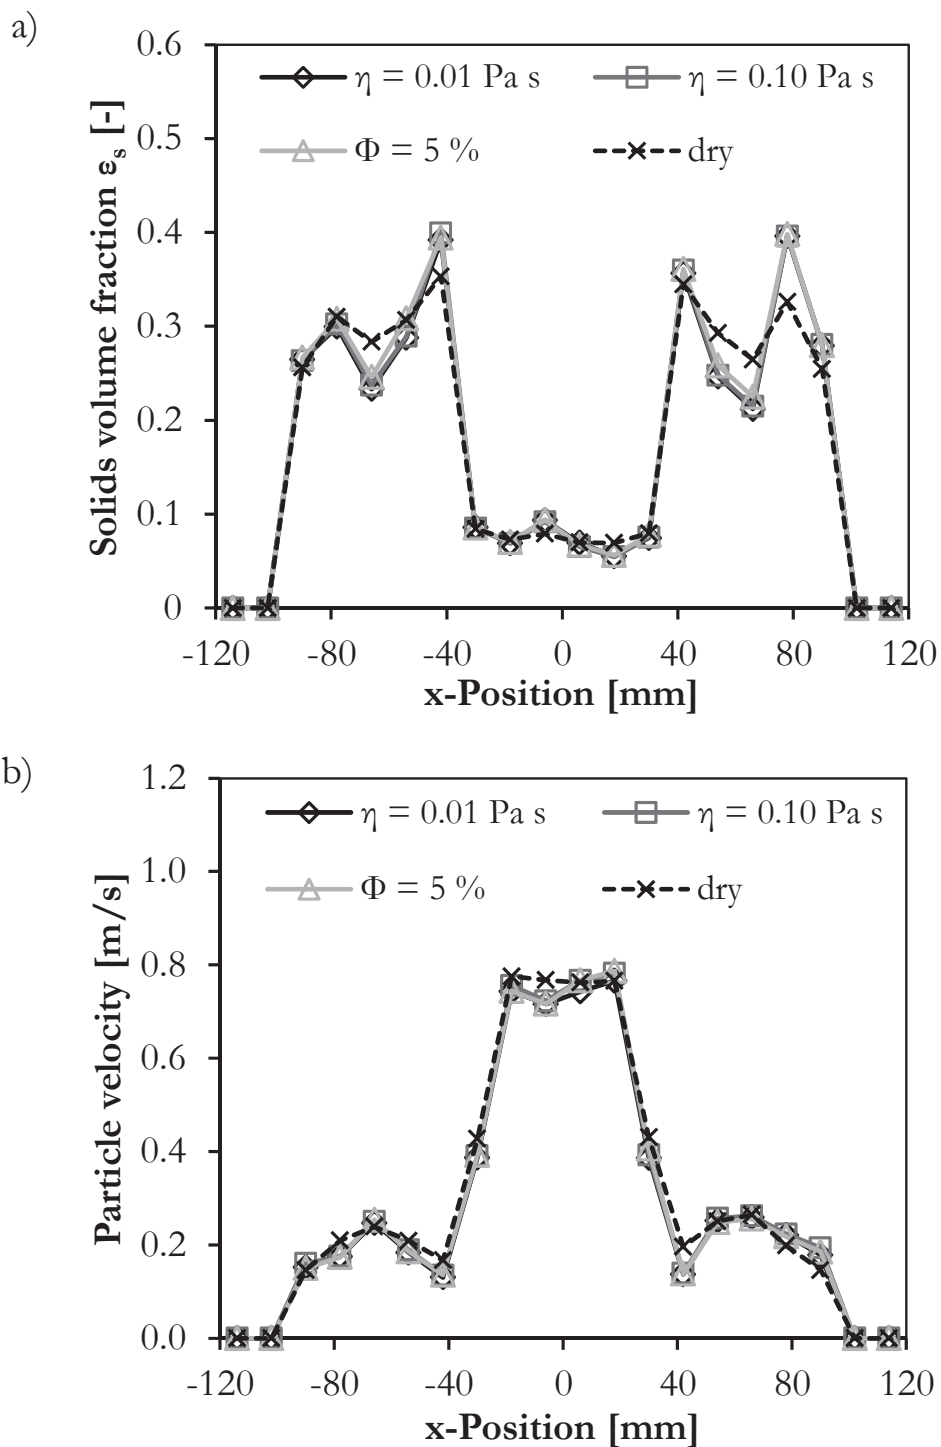 a)
0.6
η = 0.01 Pa s
η = 0.10 Pa s
Φ = 5 %
dry
0.5
0.4
0.3
0.2
0.1
0
Solids volume fraction εs [-]
-120 -80 -40 0 40 80 120
x-Position [mm]
b)
1.2
η = 0.01 Pa s
η = 0.10 Pa s
Φ = 5 %
dry
1.0
0.8
0.6
0.4
0.2
0.0
Particle velocity [m/s]
-120 -80 -40 0 40 80 120
x-Position [mm]